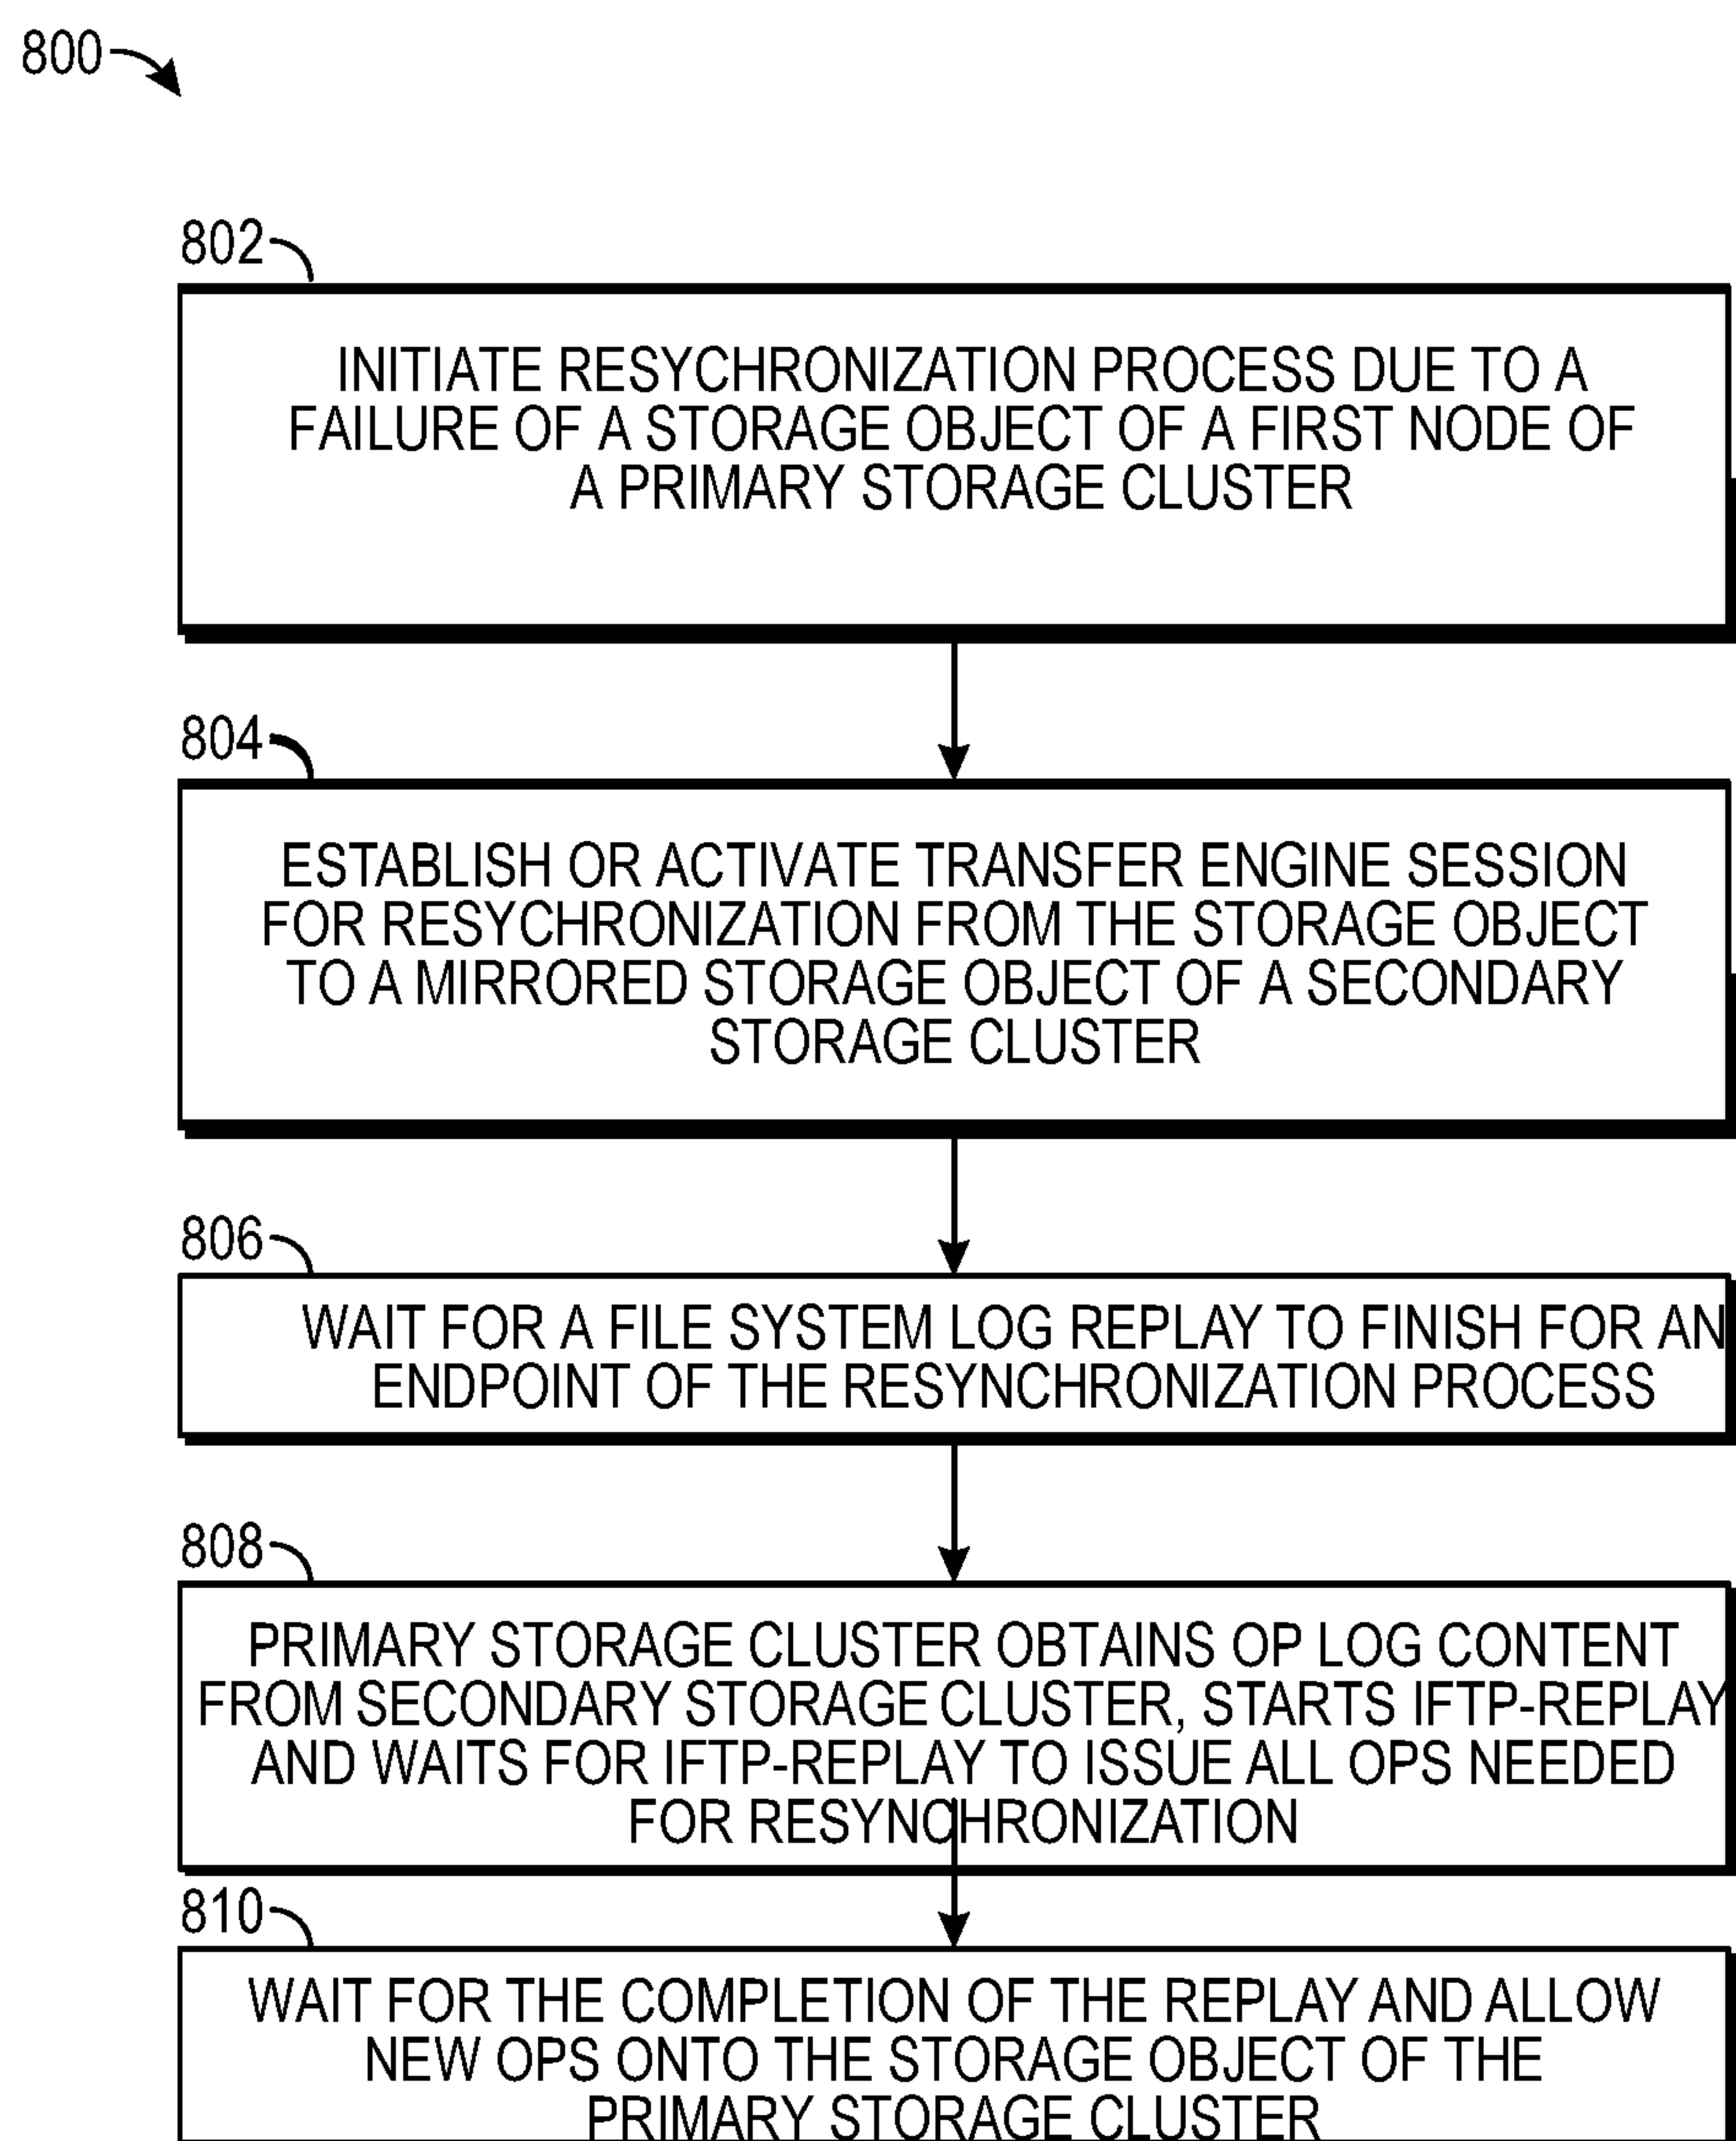 800
802
INITIATE RESYCHRONIZATION PROCESS DUE TO A
FAILURE OF A STORAGE OBJECT OF A FIRST NODE OF
A PRIMARY STORAGE CLUSTER
804
ESTABLISH OR ACTIVATE TRANSFER ENGINE SESSION
FOR RESYCHRONIZATION FROM THE STORAGE OBJECT
TO A MIRRORED STORAGE OBJECT OF A SECONDARY
STORAGE CLUSTER
806
WAIT FOR A FILE SYSTEM LOG REPLAY TO FINISH FOR AN
ENDPOINT OF THE RESYNCHRONIZATION PROCESS
808
PRIMARY STORAGE CLUSTER OBTAINS OP LOG CONTENT
FROM SECONDARY STORAGE CLUSTER, STARTS IFTP-REPLAY
AND WAITS FOR IFTP-REPLAY TO ISSUE ALL OPS NEEDED
FOR RESYNCHRONIZATION
810
WAIT FOR THE COMPLETION OF THE REPLAY AND ALLOW
NEW OPS ONTO THE STORAGE OBJECT OF THE
PRIMARY STORAGE CLUSTER